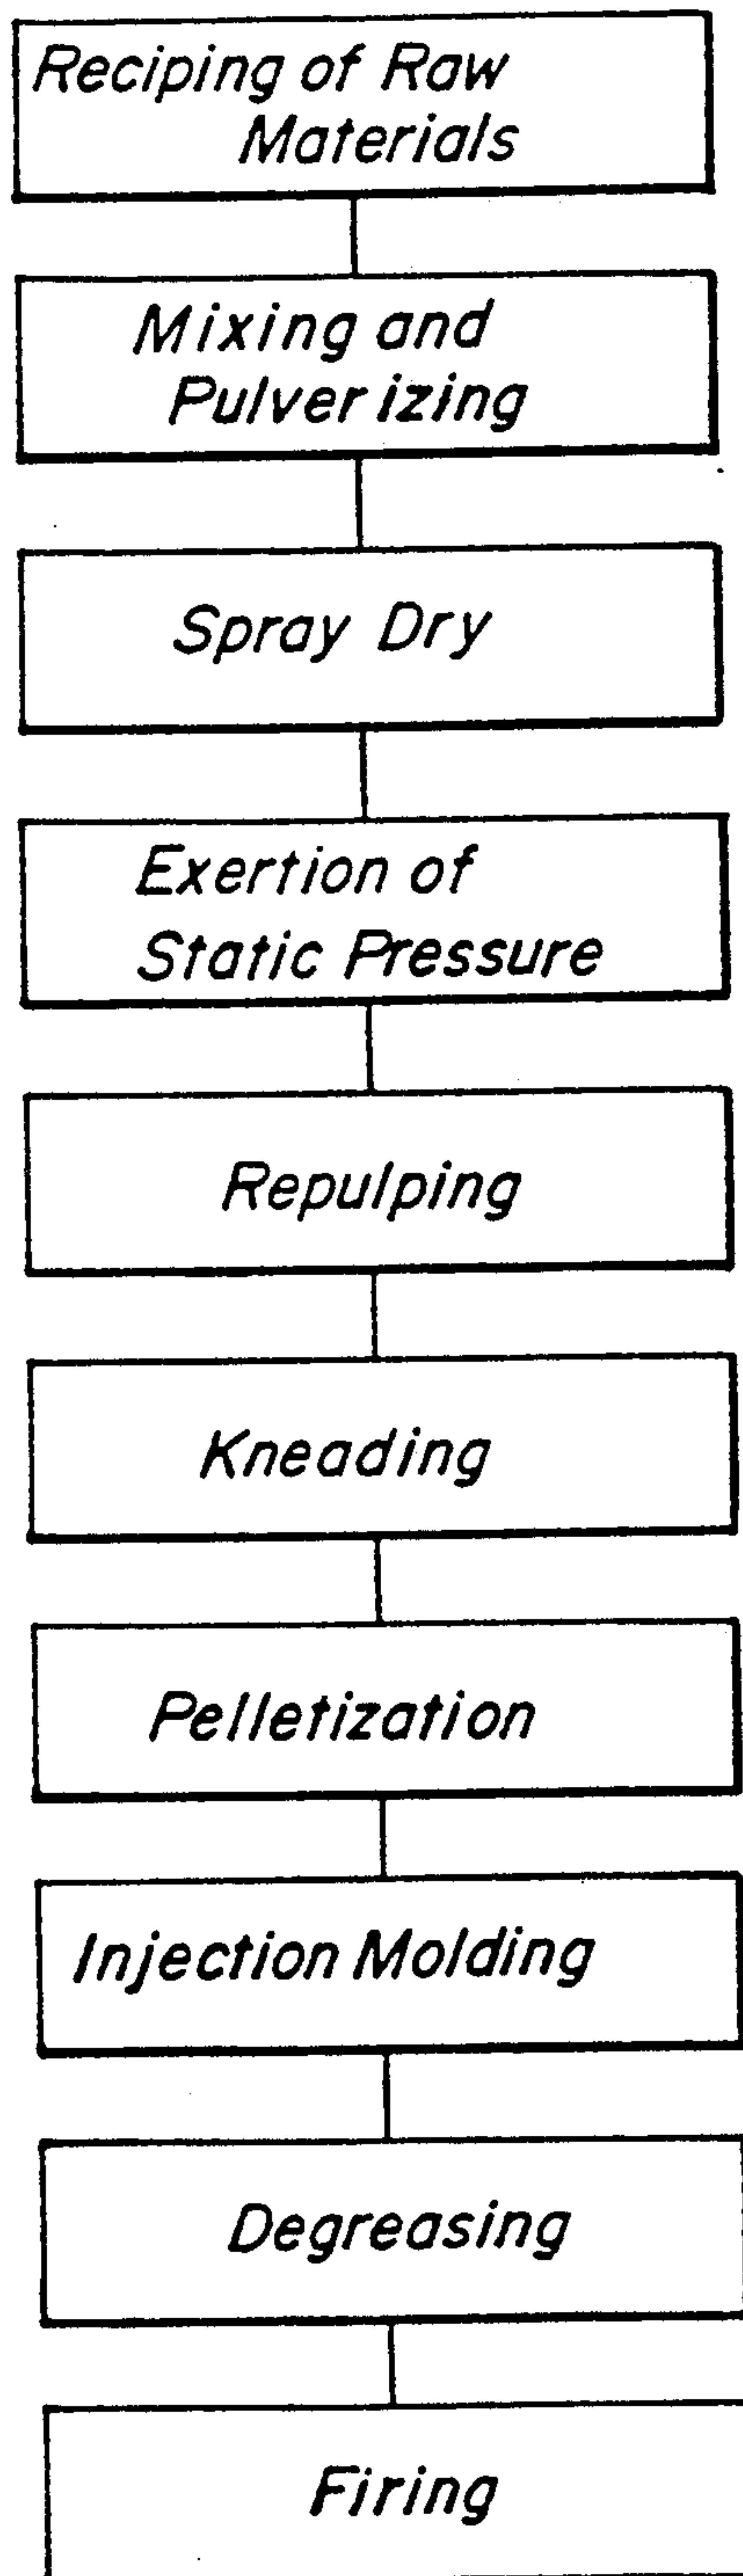 Reciping of Raw
Materials
Mixing and
Pulverizing
Spray Dry
Exertion of
Static Pressure
Repulping
Kneading
Pelletization
Injection Molding
Degreasing
Firing